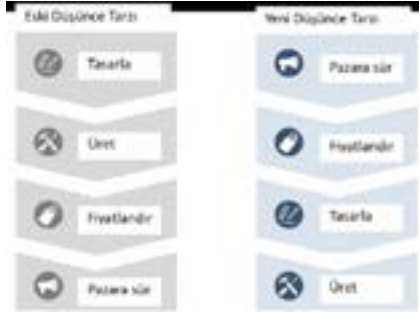 Eski Düşünce Tarzı
Tasarla
Üret
Fiyatlandır
Pazara sür
Yeni Düşünce Tarzı
Pazara sür
Fiyatlandır
Tasarla
Üret